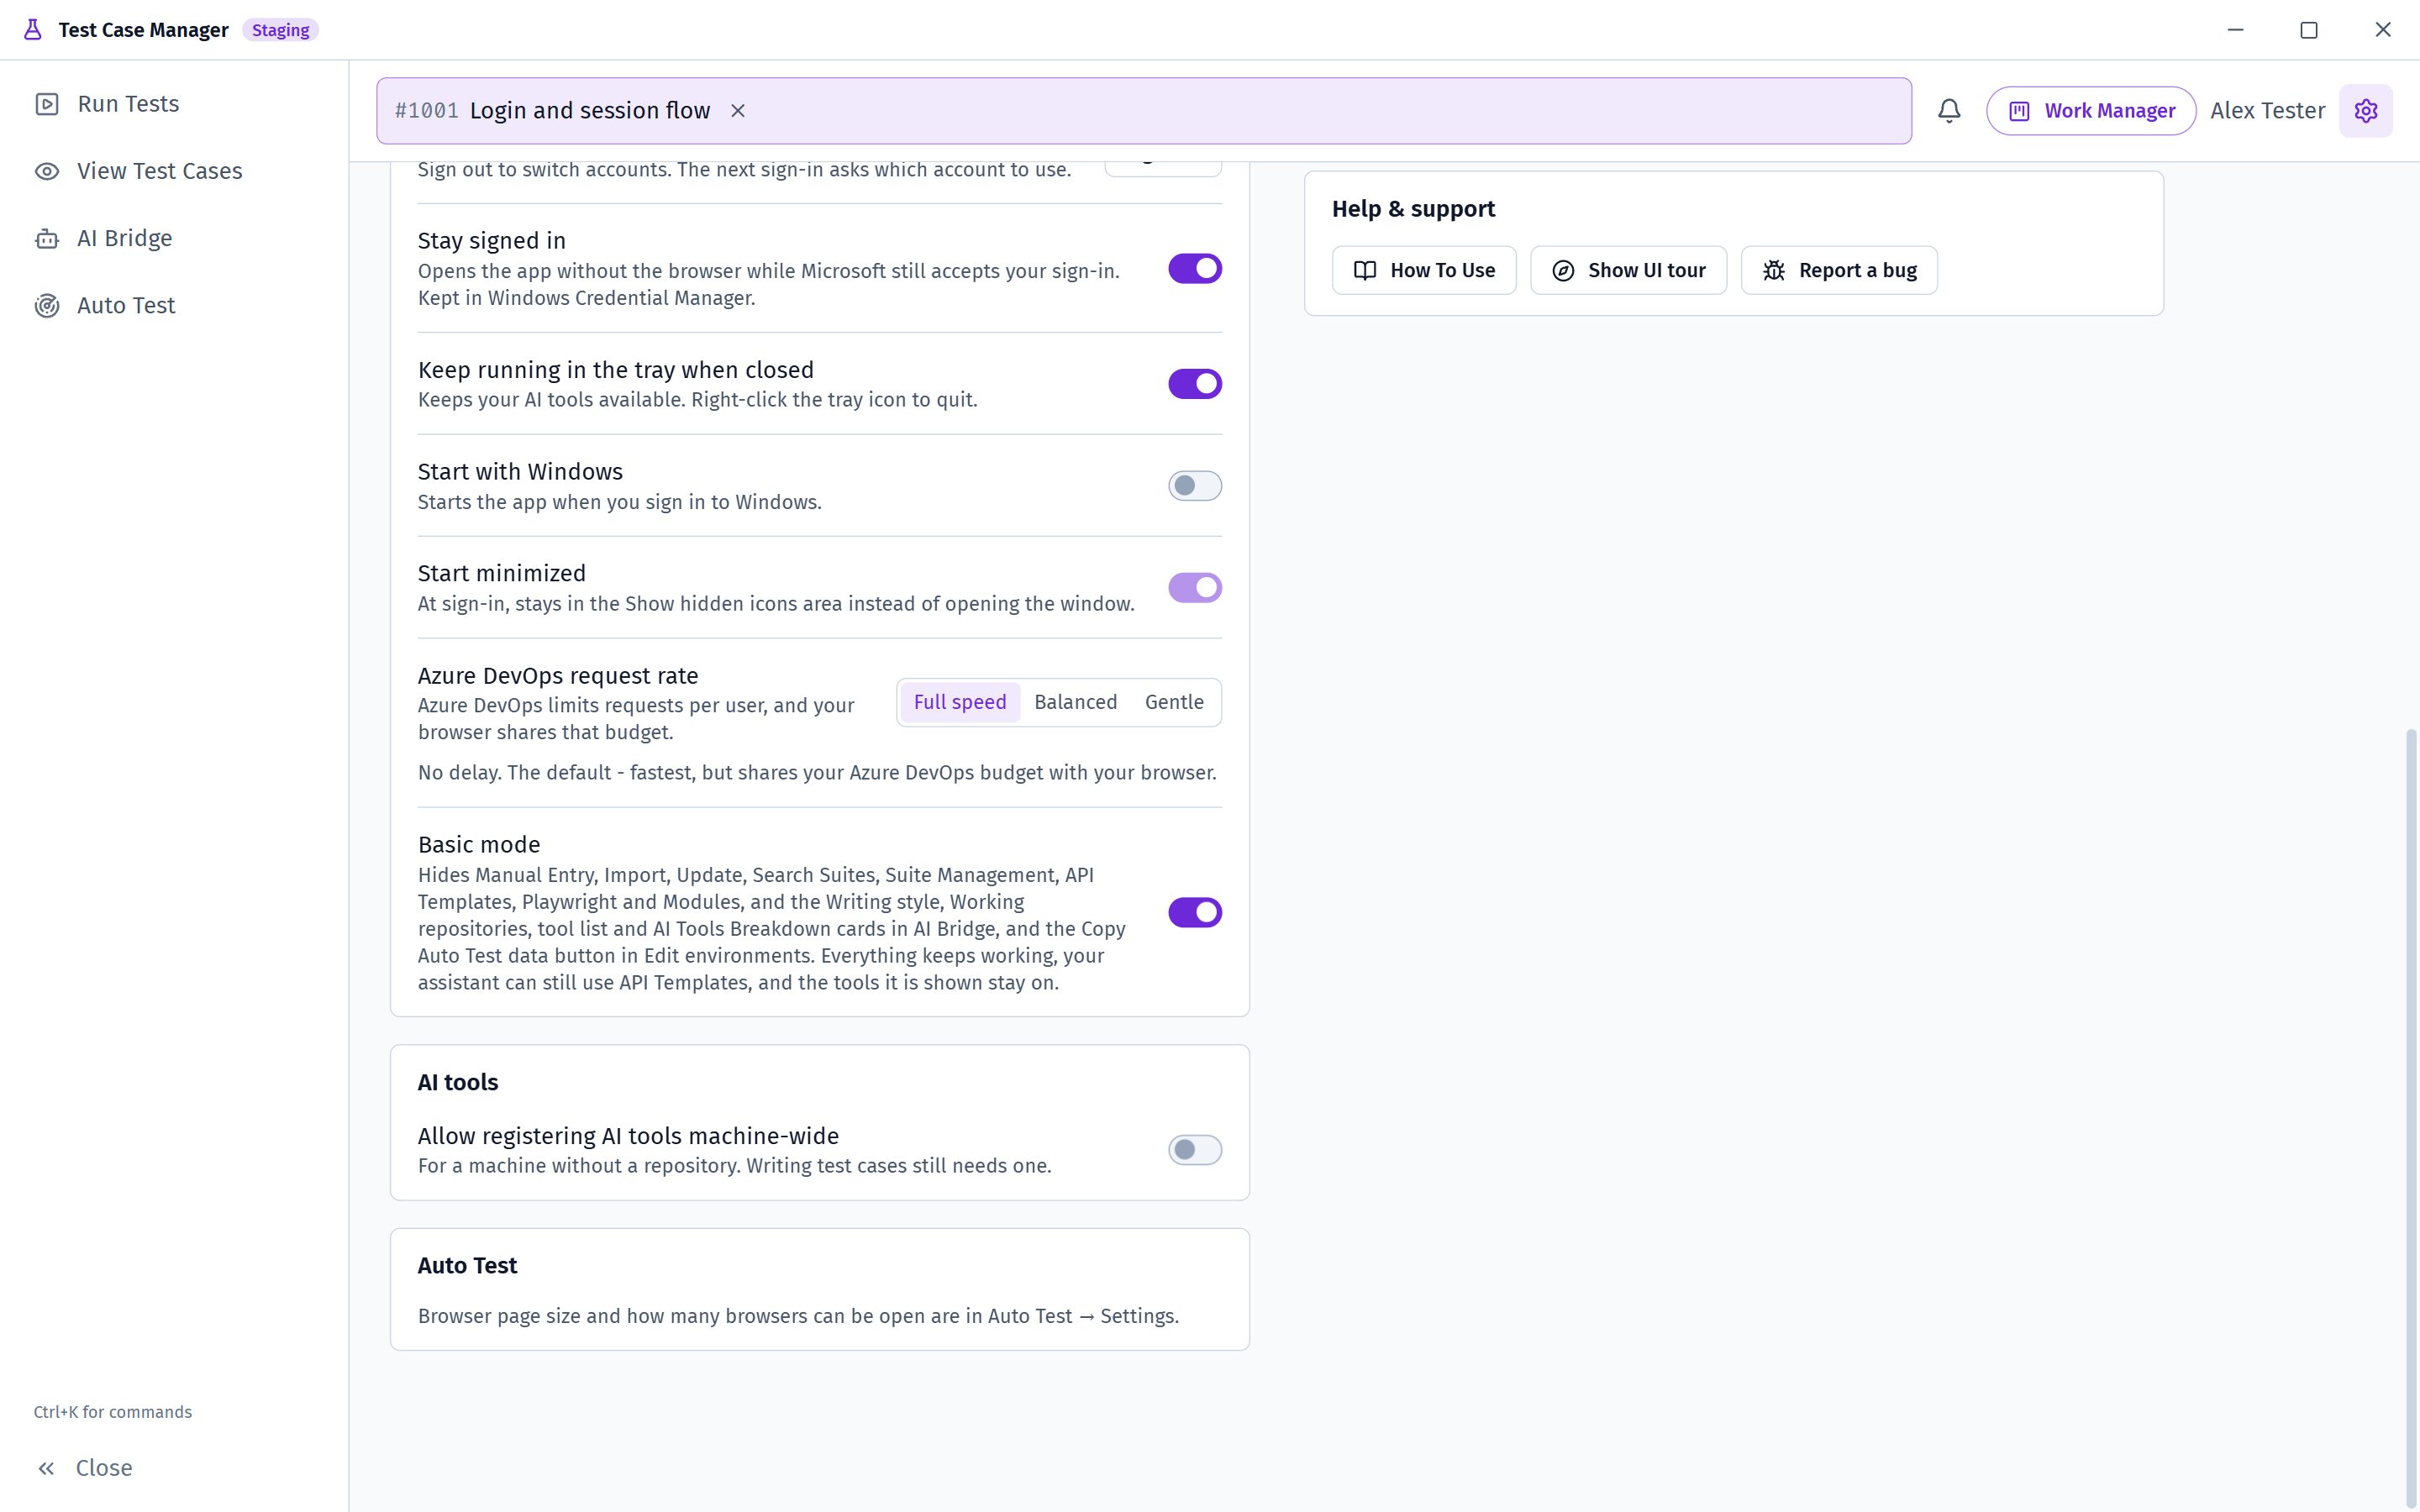 Test Case Manager Staging
Run Tests
View Test Cases
AI Bridge
Auto Test
Ctrl+K for commands
Close
#1001 Login and session flow
Work Manager
Alex Tester
Sign out to switch accounts. The next sign-in asks which account to use.
Stay signed in
Opens the app without the browser while Microsoft still accepts your sign-in.
Kept in Windows Credential Manager.
Keep running in the tray when closed
Keeps your AI tools available. Right-click the tray icon to quit.
Start with Windows
Starts the app when you sign in to Windows.
Start minimized
At sign-in, stays in the Show hidden icons area instead of opening the window.
Azure DevOps request rate
Azure DevOps limits requests per user, and your
browser shares that budget.
Full speed Balanced Gentle
No delay. The default - fastest, but shares your Azure DevOps budget with your browser.
Basic mode
Hides Manual Entry, Import, Update, Search Suites, Suite Management, API
Templates, Playwright and Modules, and the Writing style, Working
repositories, tool list and AI Tools Breakdown cards in AI Bridge, and the Copy
Auto Test data button in Edit environments. Everything keeps working, your
assistant can still use API Templates, and the tools it is shown stay on.
AI tools
Allow registering AI tools machine-wide
For a machine without a repository. Writing test cases still needs one.
Auto Test
Browser page size and how many browsers can be open are in Auto Test → Settings.
Help & support
How To Use
Show UI tour
Report a bug